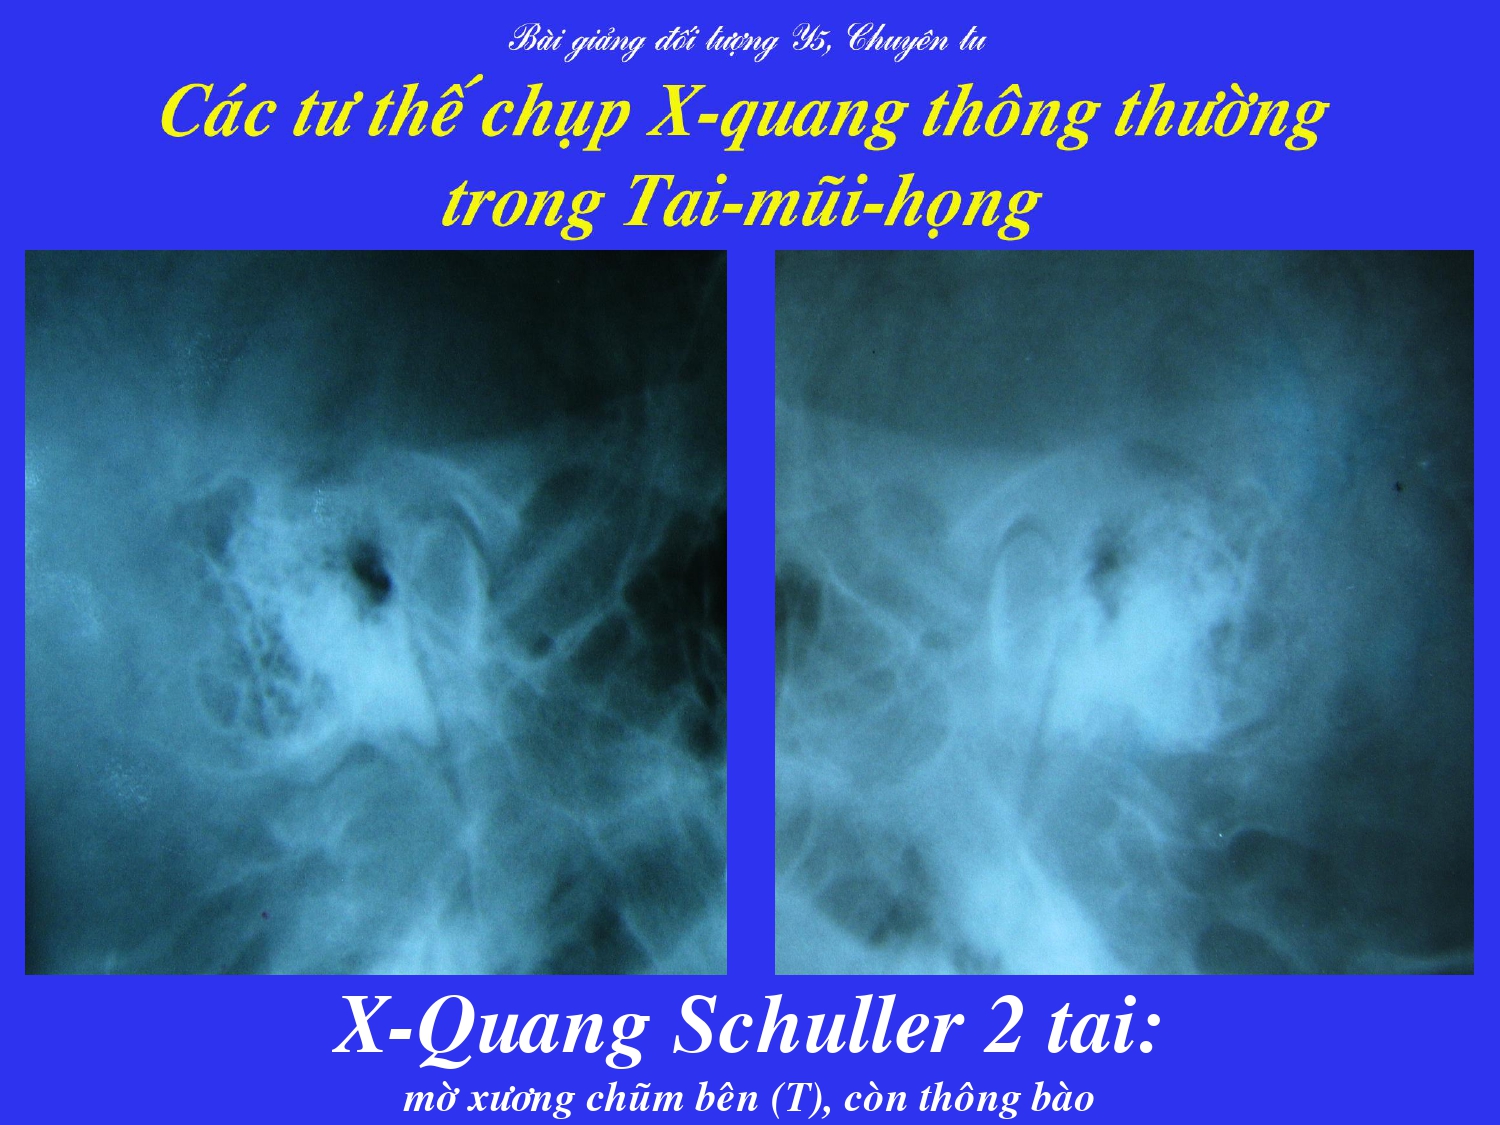 Bài giảng đối tượng Y5, Chuyên tu
Các tư thế chụp X-quang thông thường
trong Tai-mũi-họng
X-Quang Schuller 2 tai:
mờ xương chũm bên (T), còn thông bào